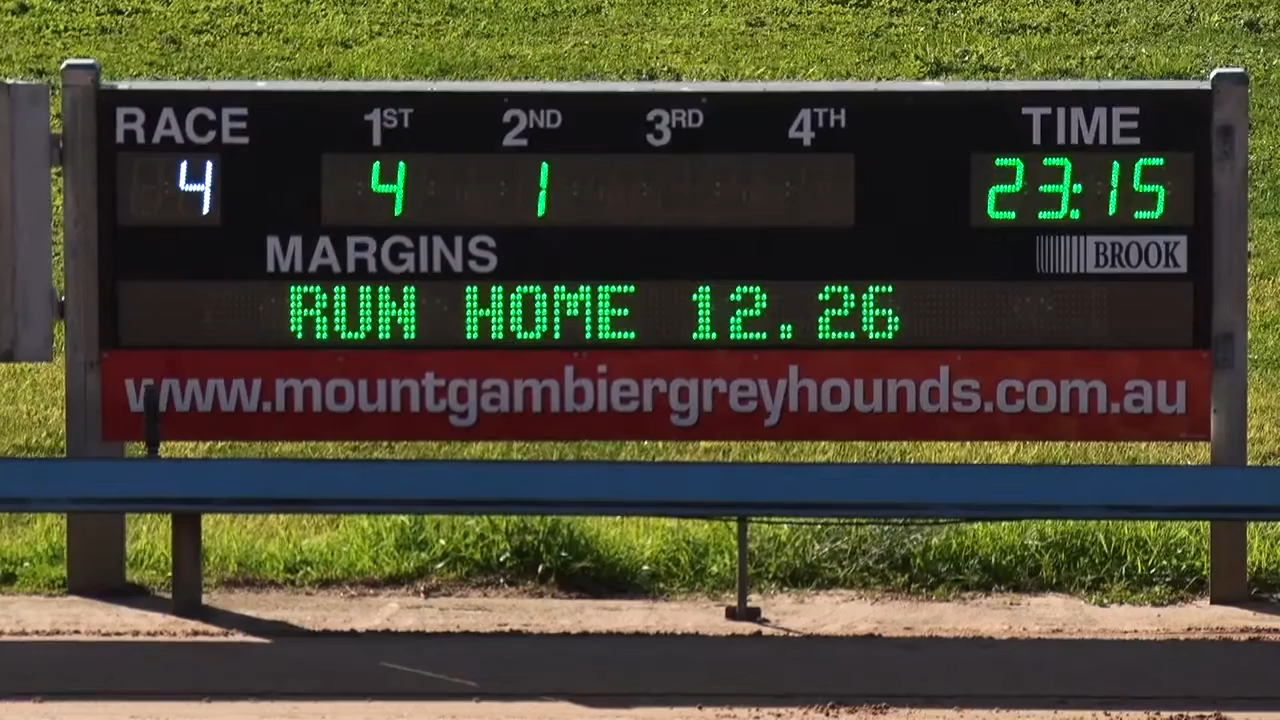 RACE 1ST 2ND 3RD 4TH TIME
4 4 1 23:15
MARGINS BROOK
RUN HOME 12.26
www.mountgambiergreyhounds.com.au